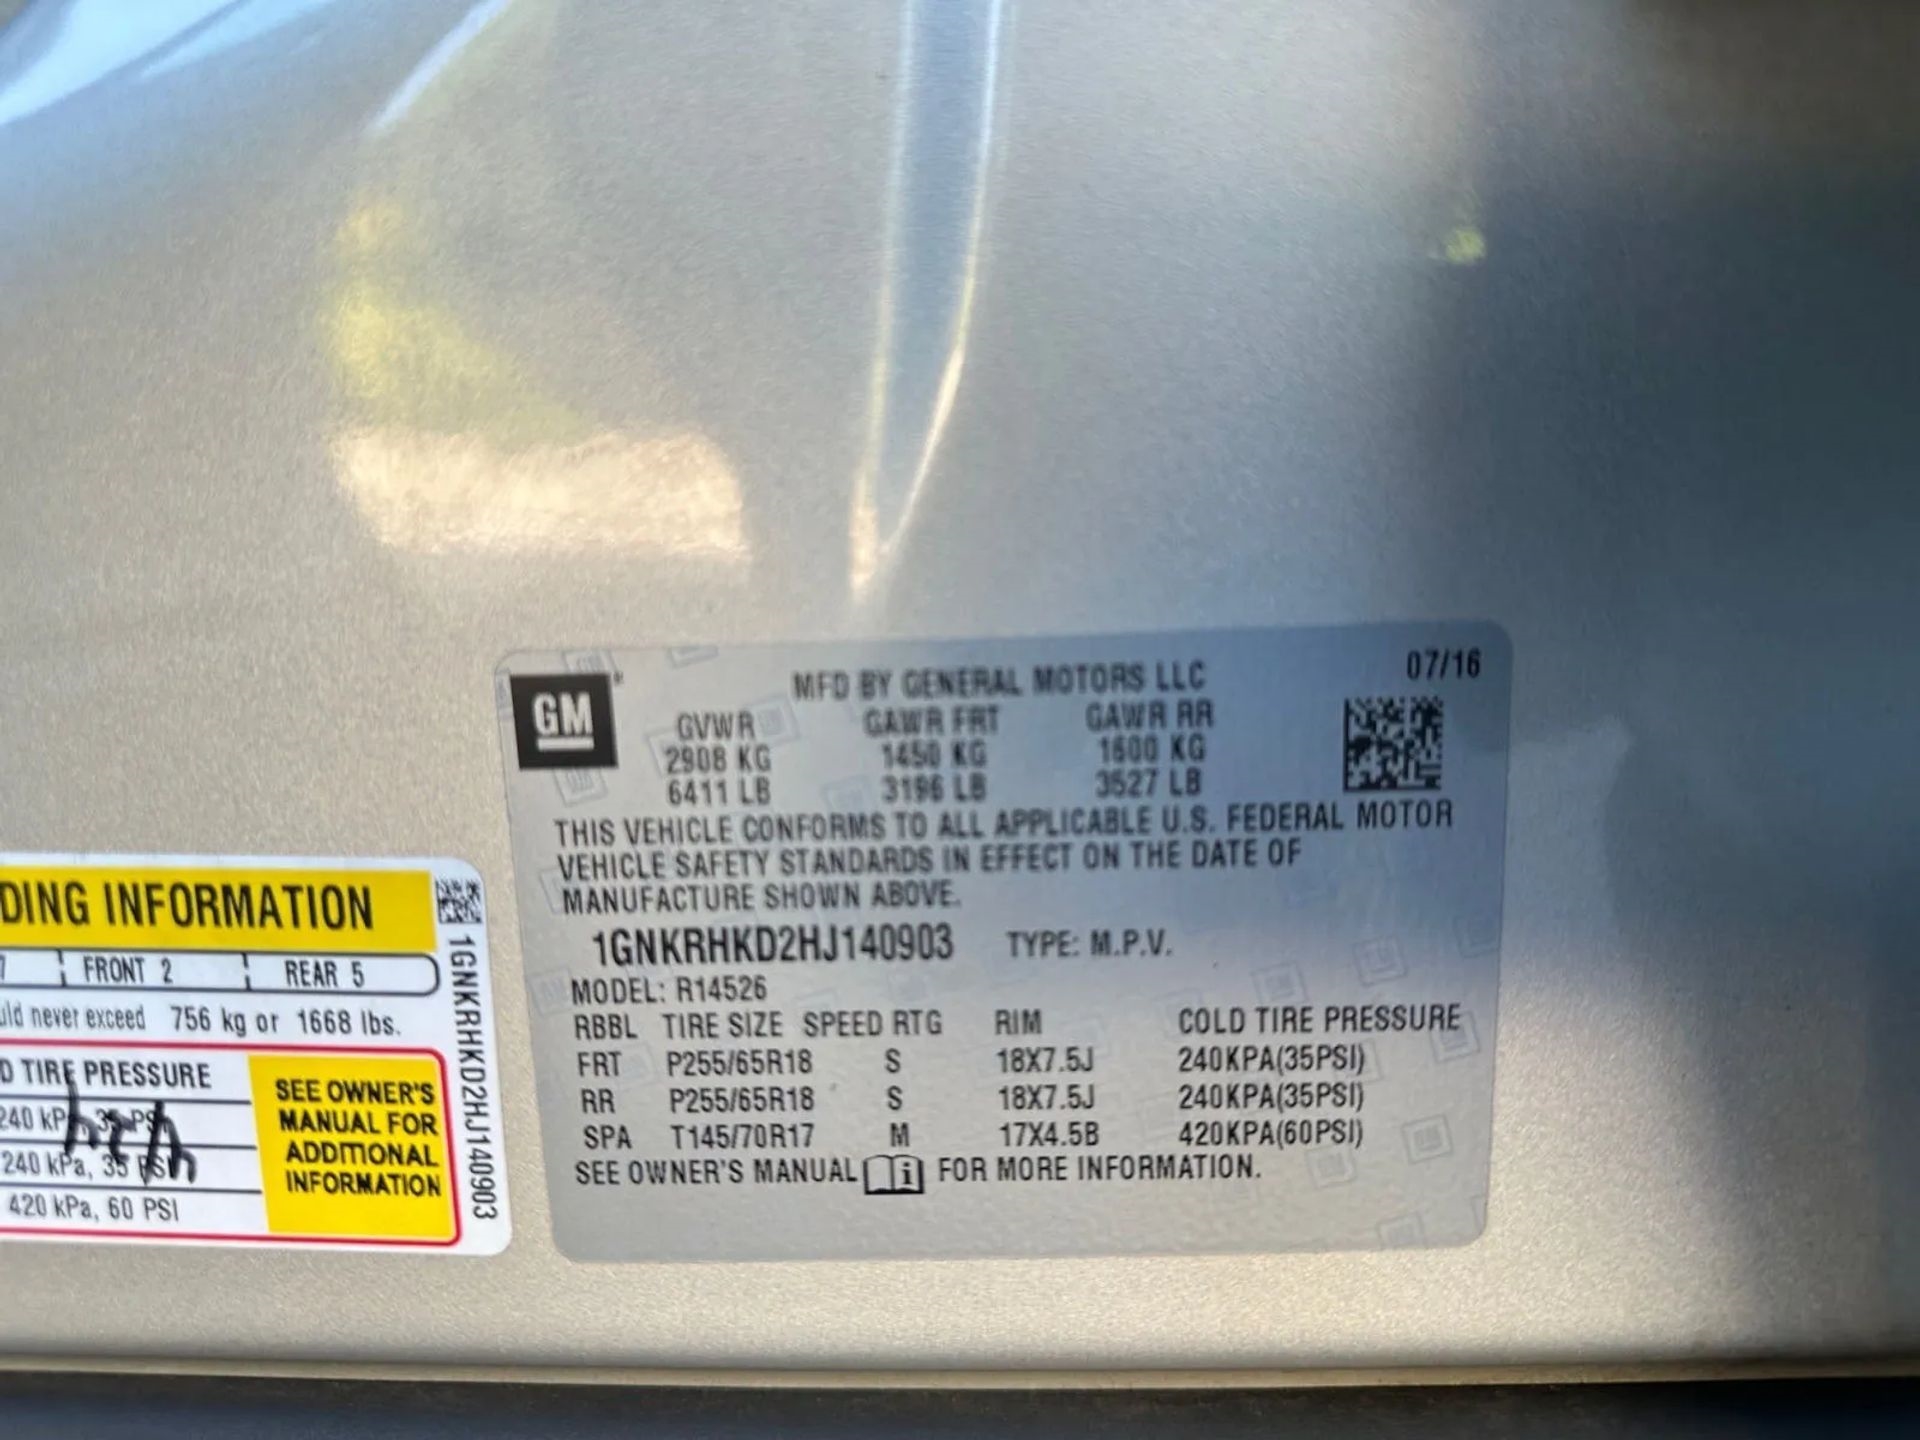 GM
MFD BY GENERAL MOTORS LLC 07/16
GVWR GAWR FRT GAWR RR
2908 KG 1450 KG 1600 KG
6411 LB 3196 LB 3527 LB
THIS VEHICLE CONFORMS TO ALL APPLICABLE U.S. FEDERAL MOTOR
VEHICLE SAFETY STANDARDS IN EFFECT ON THE DATE OF
MANUFACTURE SHOWN ABOVE.
1GNKRHKD2HJ140903 TYPE: M.P.V.
MODEL: R14526
RBBL TIRE SIZE SPEED RTG RIM COLD TIRE PRESSURE
FRT P255/65R18 S 18X7.5J 240KPA(35PSI)
RR P255/65R18 S 18X7.5J 240KPA(35PSI)
SPA T145/70R17 M 17X4.5B 420KPA(60PSI)
SEE OWNER'S MANUAL i FOR MORE INFORMATION.
DING INFORMATION
7 FRONT 2 REAR 5
uld never exceed 756 kg or 1668 lbs.
D TIRE PRESSURE
240 kPa, 35 PSI
240 kPa, 35 PSI
420 kPa, 60 PSI
SEE OWNER'S
MANUAL FOR
ADDITIONAL
INFORMATION
1GNKRHKD2HJ140903